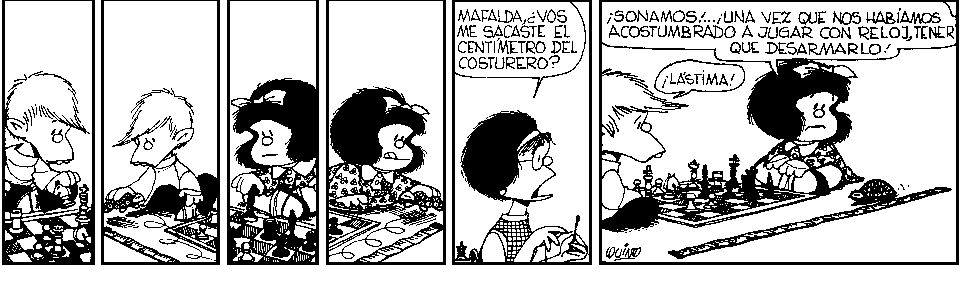 MAFALDA,¿VOS
ME SACASTE EL
CENTÍMETRO DEL
COSTURERO?
¡SONAMOS!...¡UNA VEZ QUE NOS HABÍAMOS
ACOSTUMBRADO A JUGAR CON RELOJ,TENER
QUE DESARMARLO!
¡LÁSTIMA!
QUINO